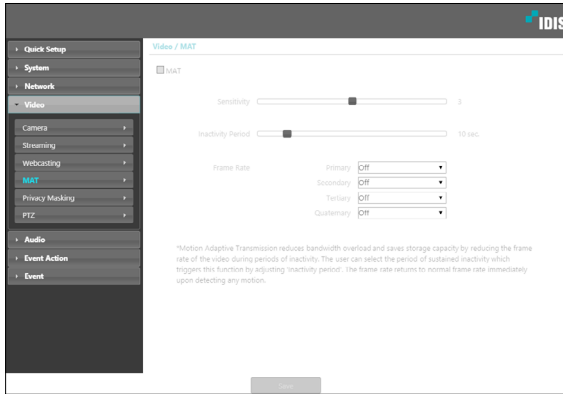 IDIS
Quick Setup
System
Network
Video
Camera
Streaming
Webcasting
MAT
Privacy Masking
PTZ
Audio
Event Action
Event
Video / MAT
MAT
Sensitivity 3
Inactivity Period 10 sec.
Frame Rate Primary Off
Secondary Off
Tertiary Off
Quaternary Off
*Motion Adaptive Transmission reduces bandwidth overload and saves storage capacity by reducing the frame
rate of the video during periods of inactivity. The user can select the period of sustained inactivity which
triggers this function by adjusting 'inactivity period'. The frame rate returns to normal frame rate immediately
upon detecting any motion.
Save